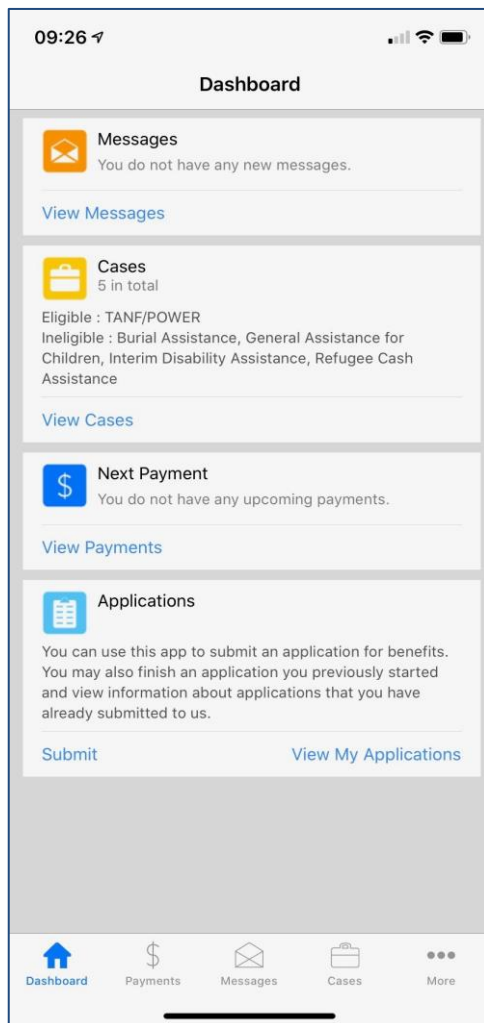 09:26
Dashboard
Messages
You do not have any new messages.
View Messages
Cases
5 in total
Eligible : TANF/POWER
Ineligible : Burial Assistance, General Assistance for
Children, Interim Disability Assistance, Refugee Cash
Assistance
View Cases
$
Next Payment
You do not have any upcoming payments.
View Payments
Applications
You can use this app to submit an application for benefits.
You may also finish an application you previously started
and view information about applications that you have
already submitted to us.
Submit View My Applications
$
Dashboard Payments Messages Cases More